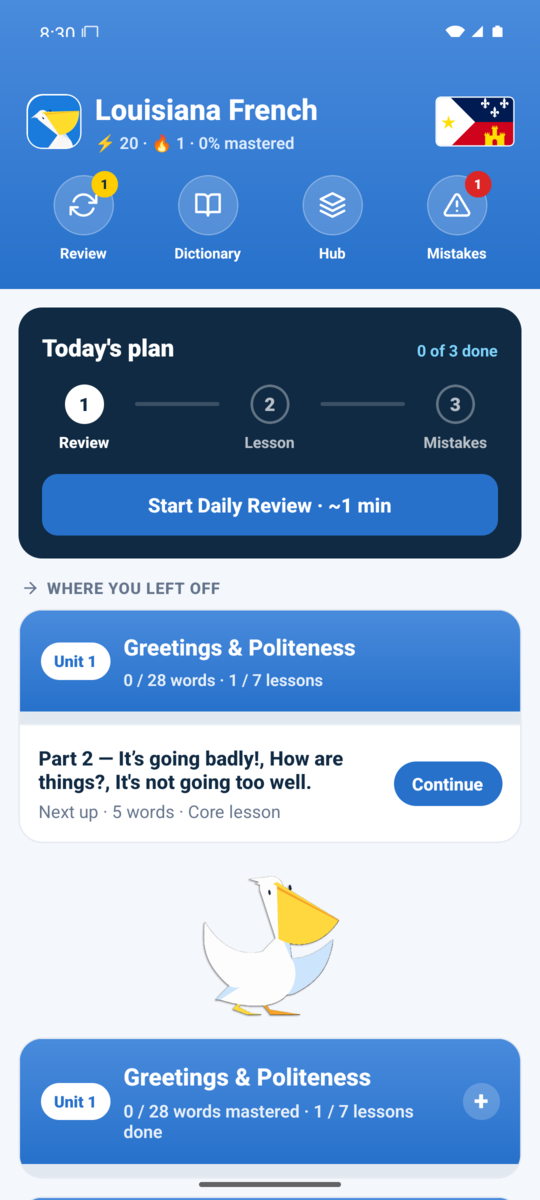 8:30
Louisiana French
⚡ 20 · 🔥 1 · 0% mastered
1
1
Review
Dictionary
Hub
Mistakes
Today's plan
0 of 3 done
1
2
3
Review
Lesson
Mistakes
Start Daily Review · ~1 min
→ WHERE YOU LEFT OFF
Unit 1
Greetings & Politeness
0 / 28 words · 1 / 7 lessons
Part 2 — It’s going badly!, How are
things?, It's not going too well.
Next up · 5 words · Core lesson
Continue
Unit 1
Greetings & Politeness
0 / 28 words mastered · 1 / 7 lessons
done
+